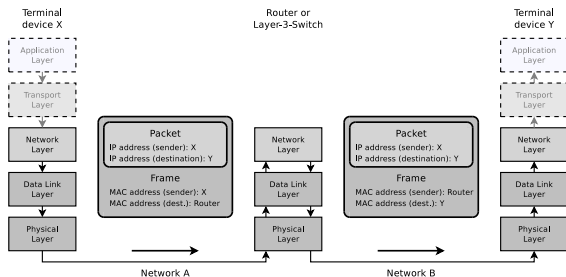 Terminal
device X
Router or
Layer-3-Switch
Terminal
device Y
Application
Layer
Transport
Layer
Network
Layer
Data Link
Layer
Physical
Layer
Packet
IP address (sender): X
IP address (destination): Y
Frame
MAC address (sender): X
MAC address (dest.): Router
Network
Layer
Data Link
Layer
Physical
Layer
Packet
IP address (sender): X
IP address (destination): Y
Frame
MAC address (sender): Router
MAC address (dest.): Y
Application
Layer
Transport
Layer
Network
Layer
Data Link
Layer
Physical
Layer
Network A
Network B